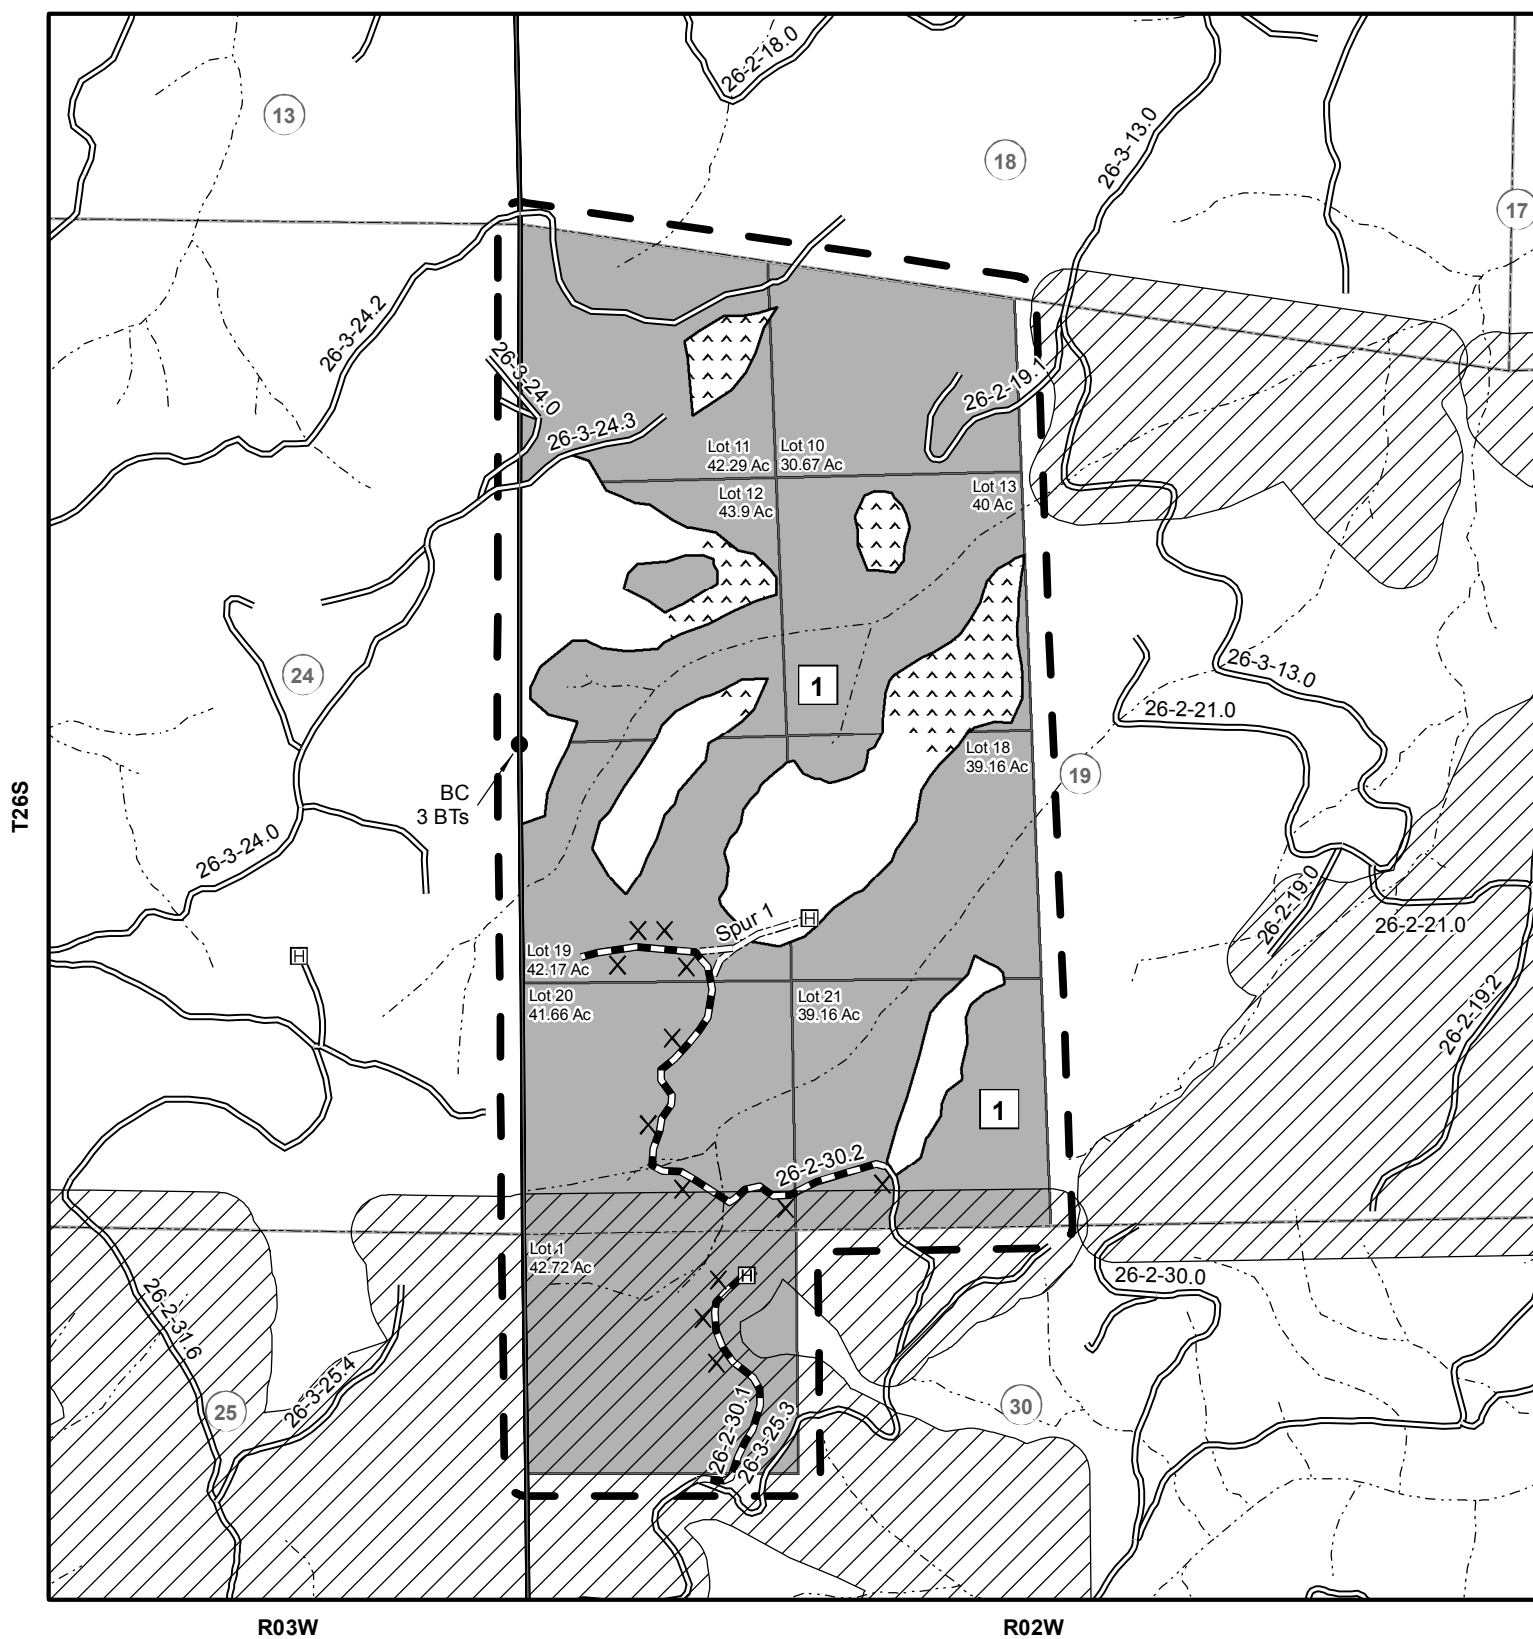 26-2-18.0
13
26-3-13.0
18
17
26-3-24.2
26-3-24.0
26-2-19.1
26-3-24.3
Lot 11
42.29 Ac
Lot 10
30.67 Ac
Lot 12
43.9 Ac
Lot 13
40 Ac
24
1
26-3-13.0
26-2-21.0
Lot 18
39.16 Ac
19
BC
3 BTs
T26S
26-3-24.0
Spur 1
H
26-2-19.0
26-2-21.0
H
Lot 19
42.17 Ac
Lot 20
41.66 Ac
Lot 21
39.16 Ac
26-2-19.2
1
26-2-30.2
Lot 1
42.72 Ac
H
26-2-30.0
26-2-31.6
26-3-25.4
25
26-2-30.1
26-3-25.3
30
R03W
R02W